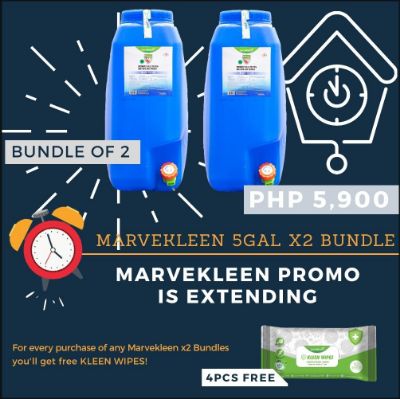 BUNDLE OF 2
PHP 5,900
MARVEKLEEN 5GAL X2 BUNDLE
MARVEKLEEN PROMO
IS EXTENDING
For every purchase of any Marvekleen x2 Bundles
you'll get free KLEEN WIPES!
KLEEN WIPES
4PCS FREE